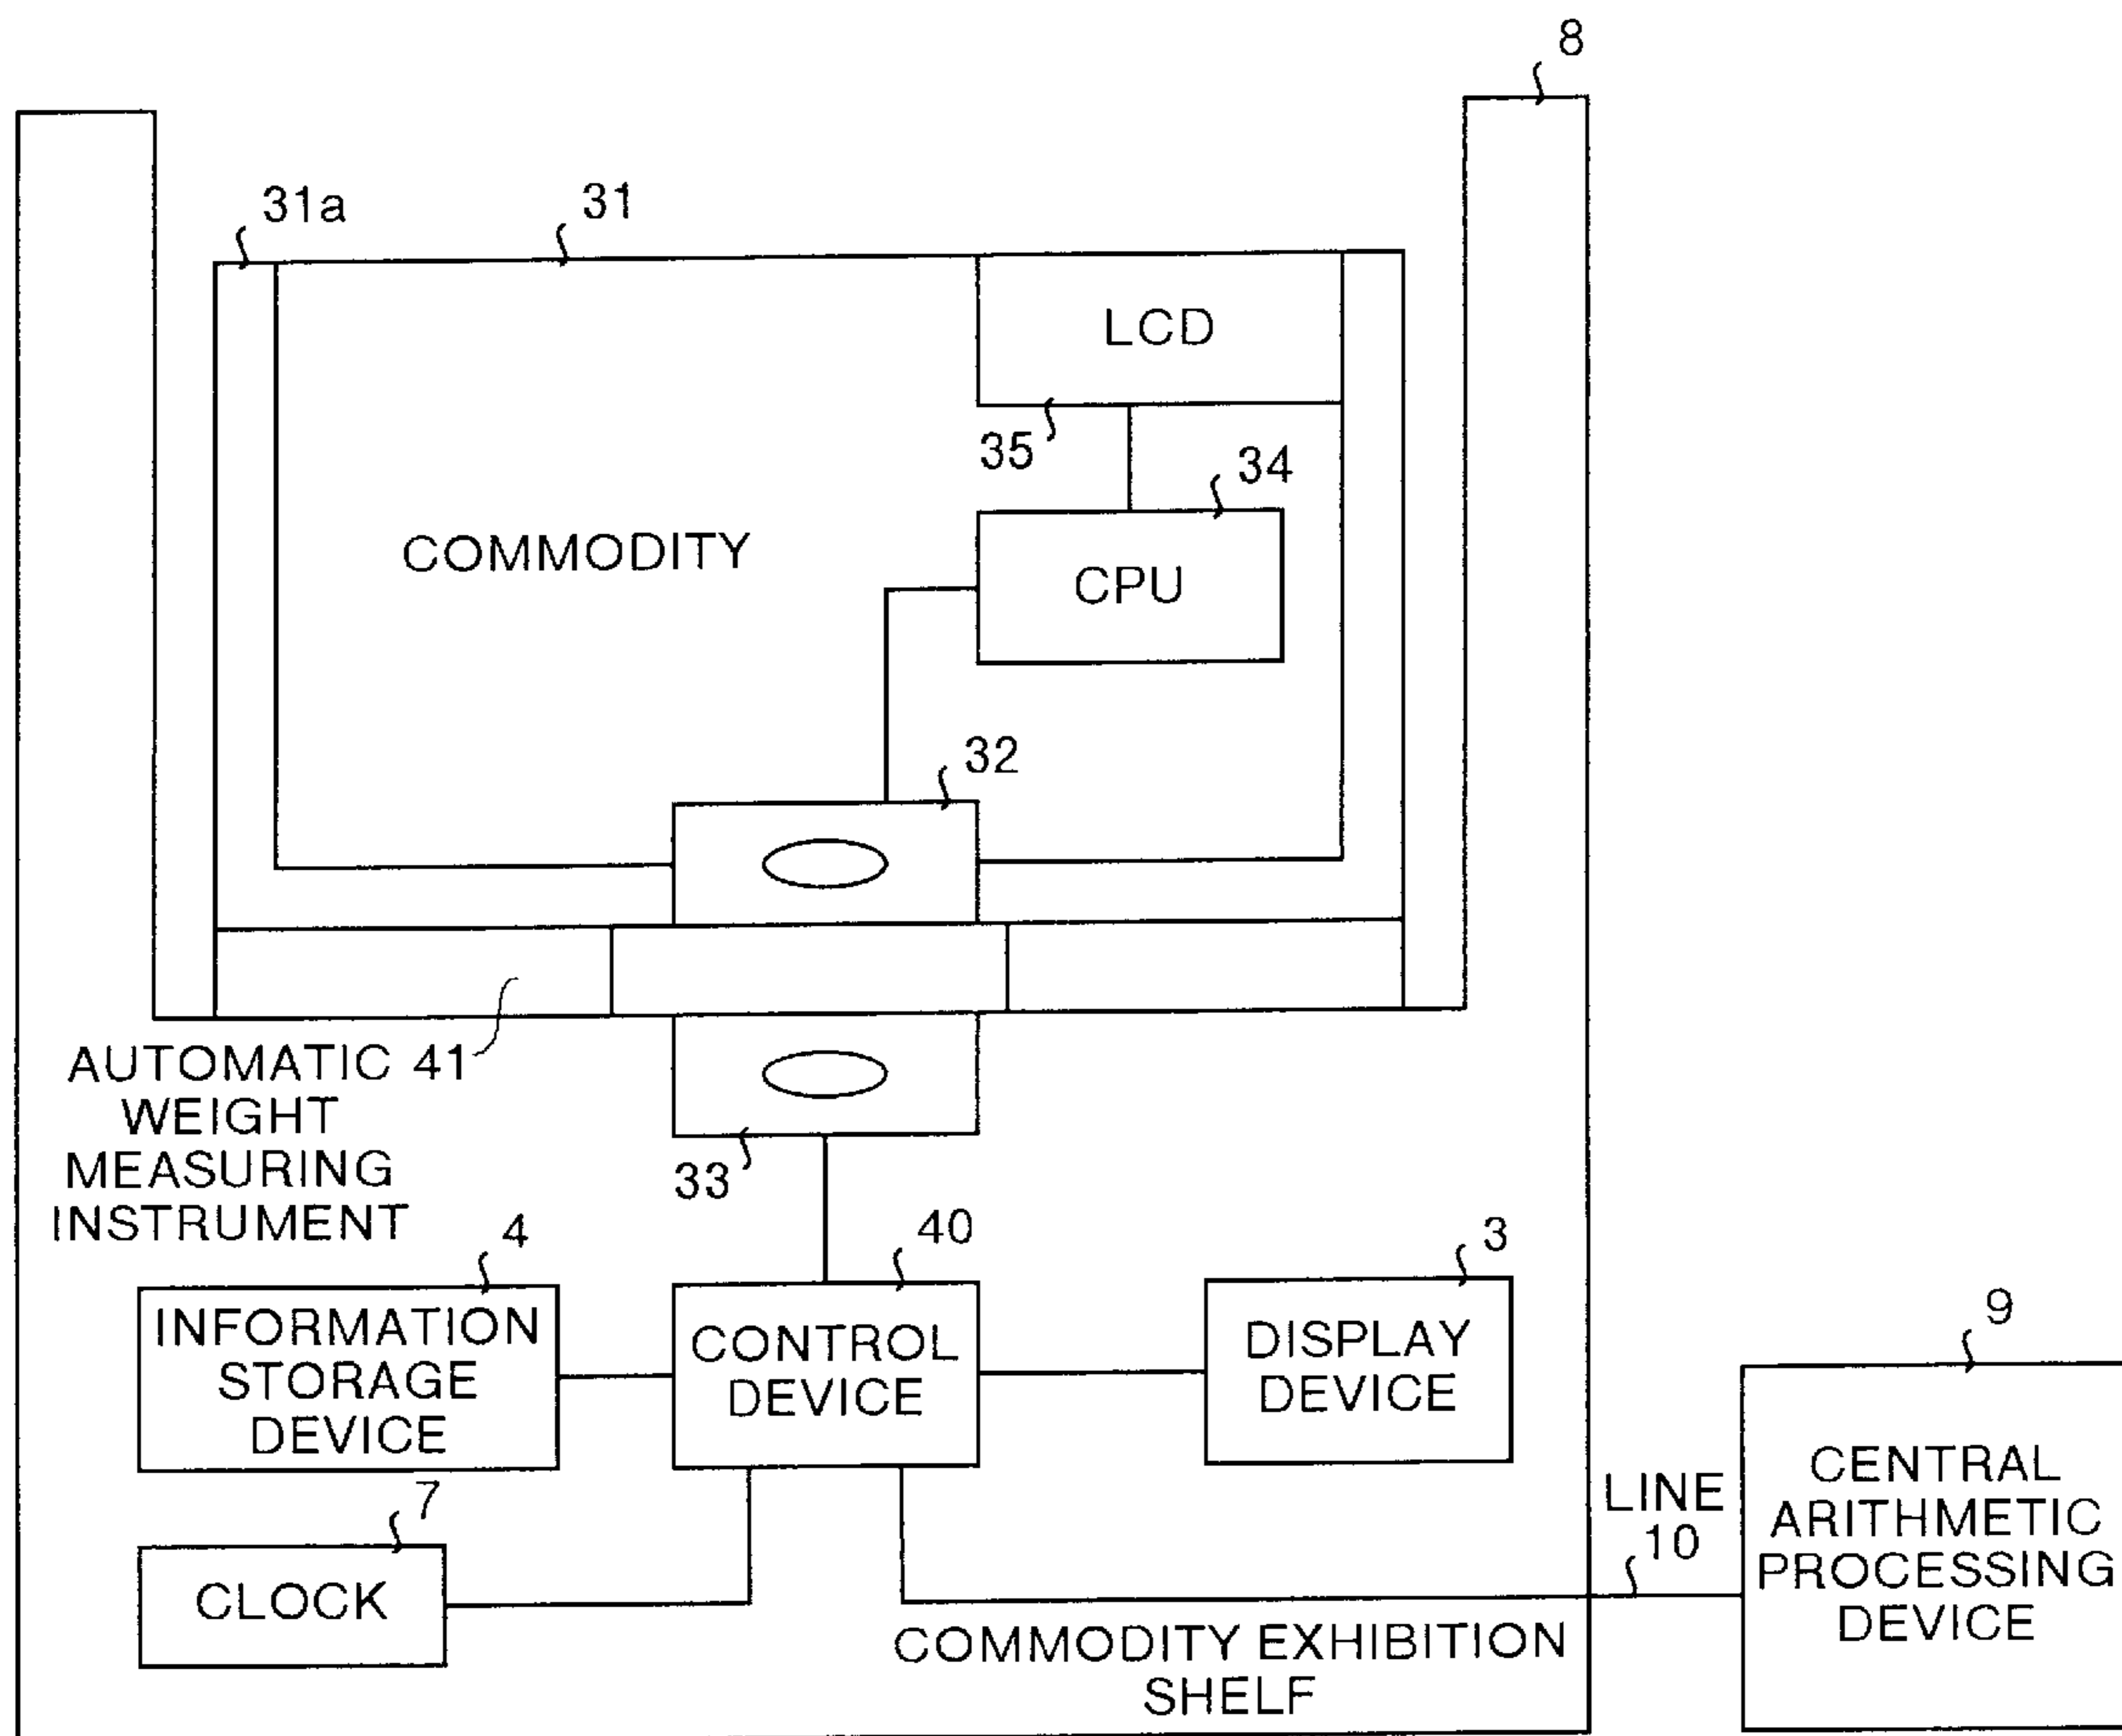 8
31a
31
LCD
35
34
COMMODITY
CPU
32
AUTOMATIC 41
WEIGHT
MEASURING
INSTRUMENT
33
4
40
3
INFORMATION
STORAGE
DEVICE
CONTROL
DEVICE
DISPLAY
DEVICE
9
7
CLOCK
LINE
10
CENTRAL
ARITHMETIC
PROCESSING
DEVICE
COMMODITY EXHIBITION
SHELF